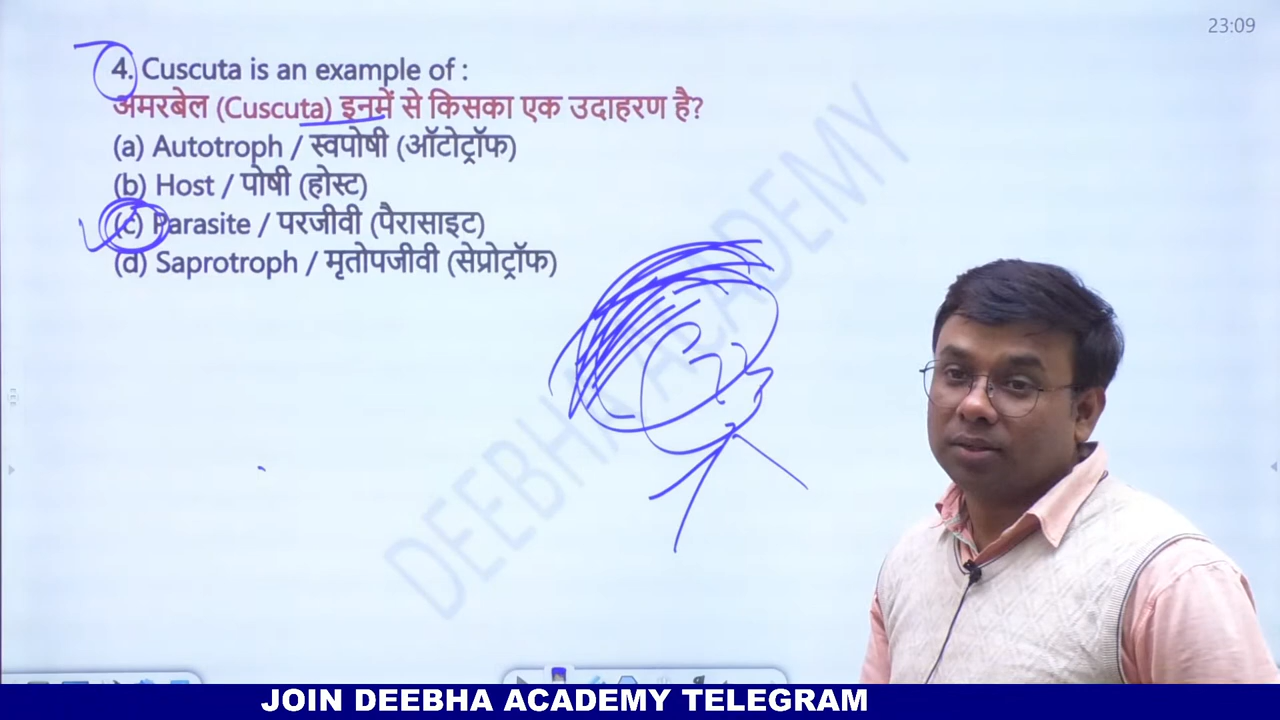 23:09
4. Cuscuta is an example of :
अमरबेल (Cuscuta) इनमें से किसका एक उदाहरण है?
(a) Autotroph / स्वपोषी (ऑटोट्रॉफ)
(b) Host / पोषी (होस्ट)
(c) Parasite / परजीवी (पैरासाइट)
(d) Saprotroph / मृतोपजीवी (सेप्रोट्रॉफ)
DEEBHA ACADEMY
JOIN DEEBHA ACADEMY TELEGRAM